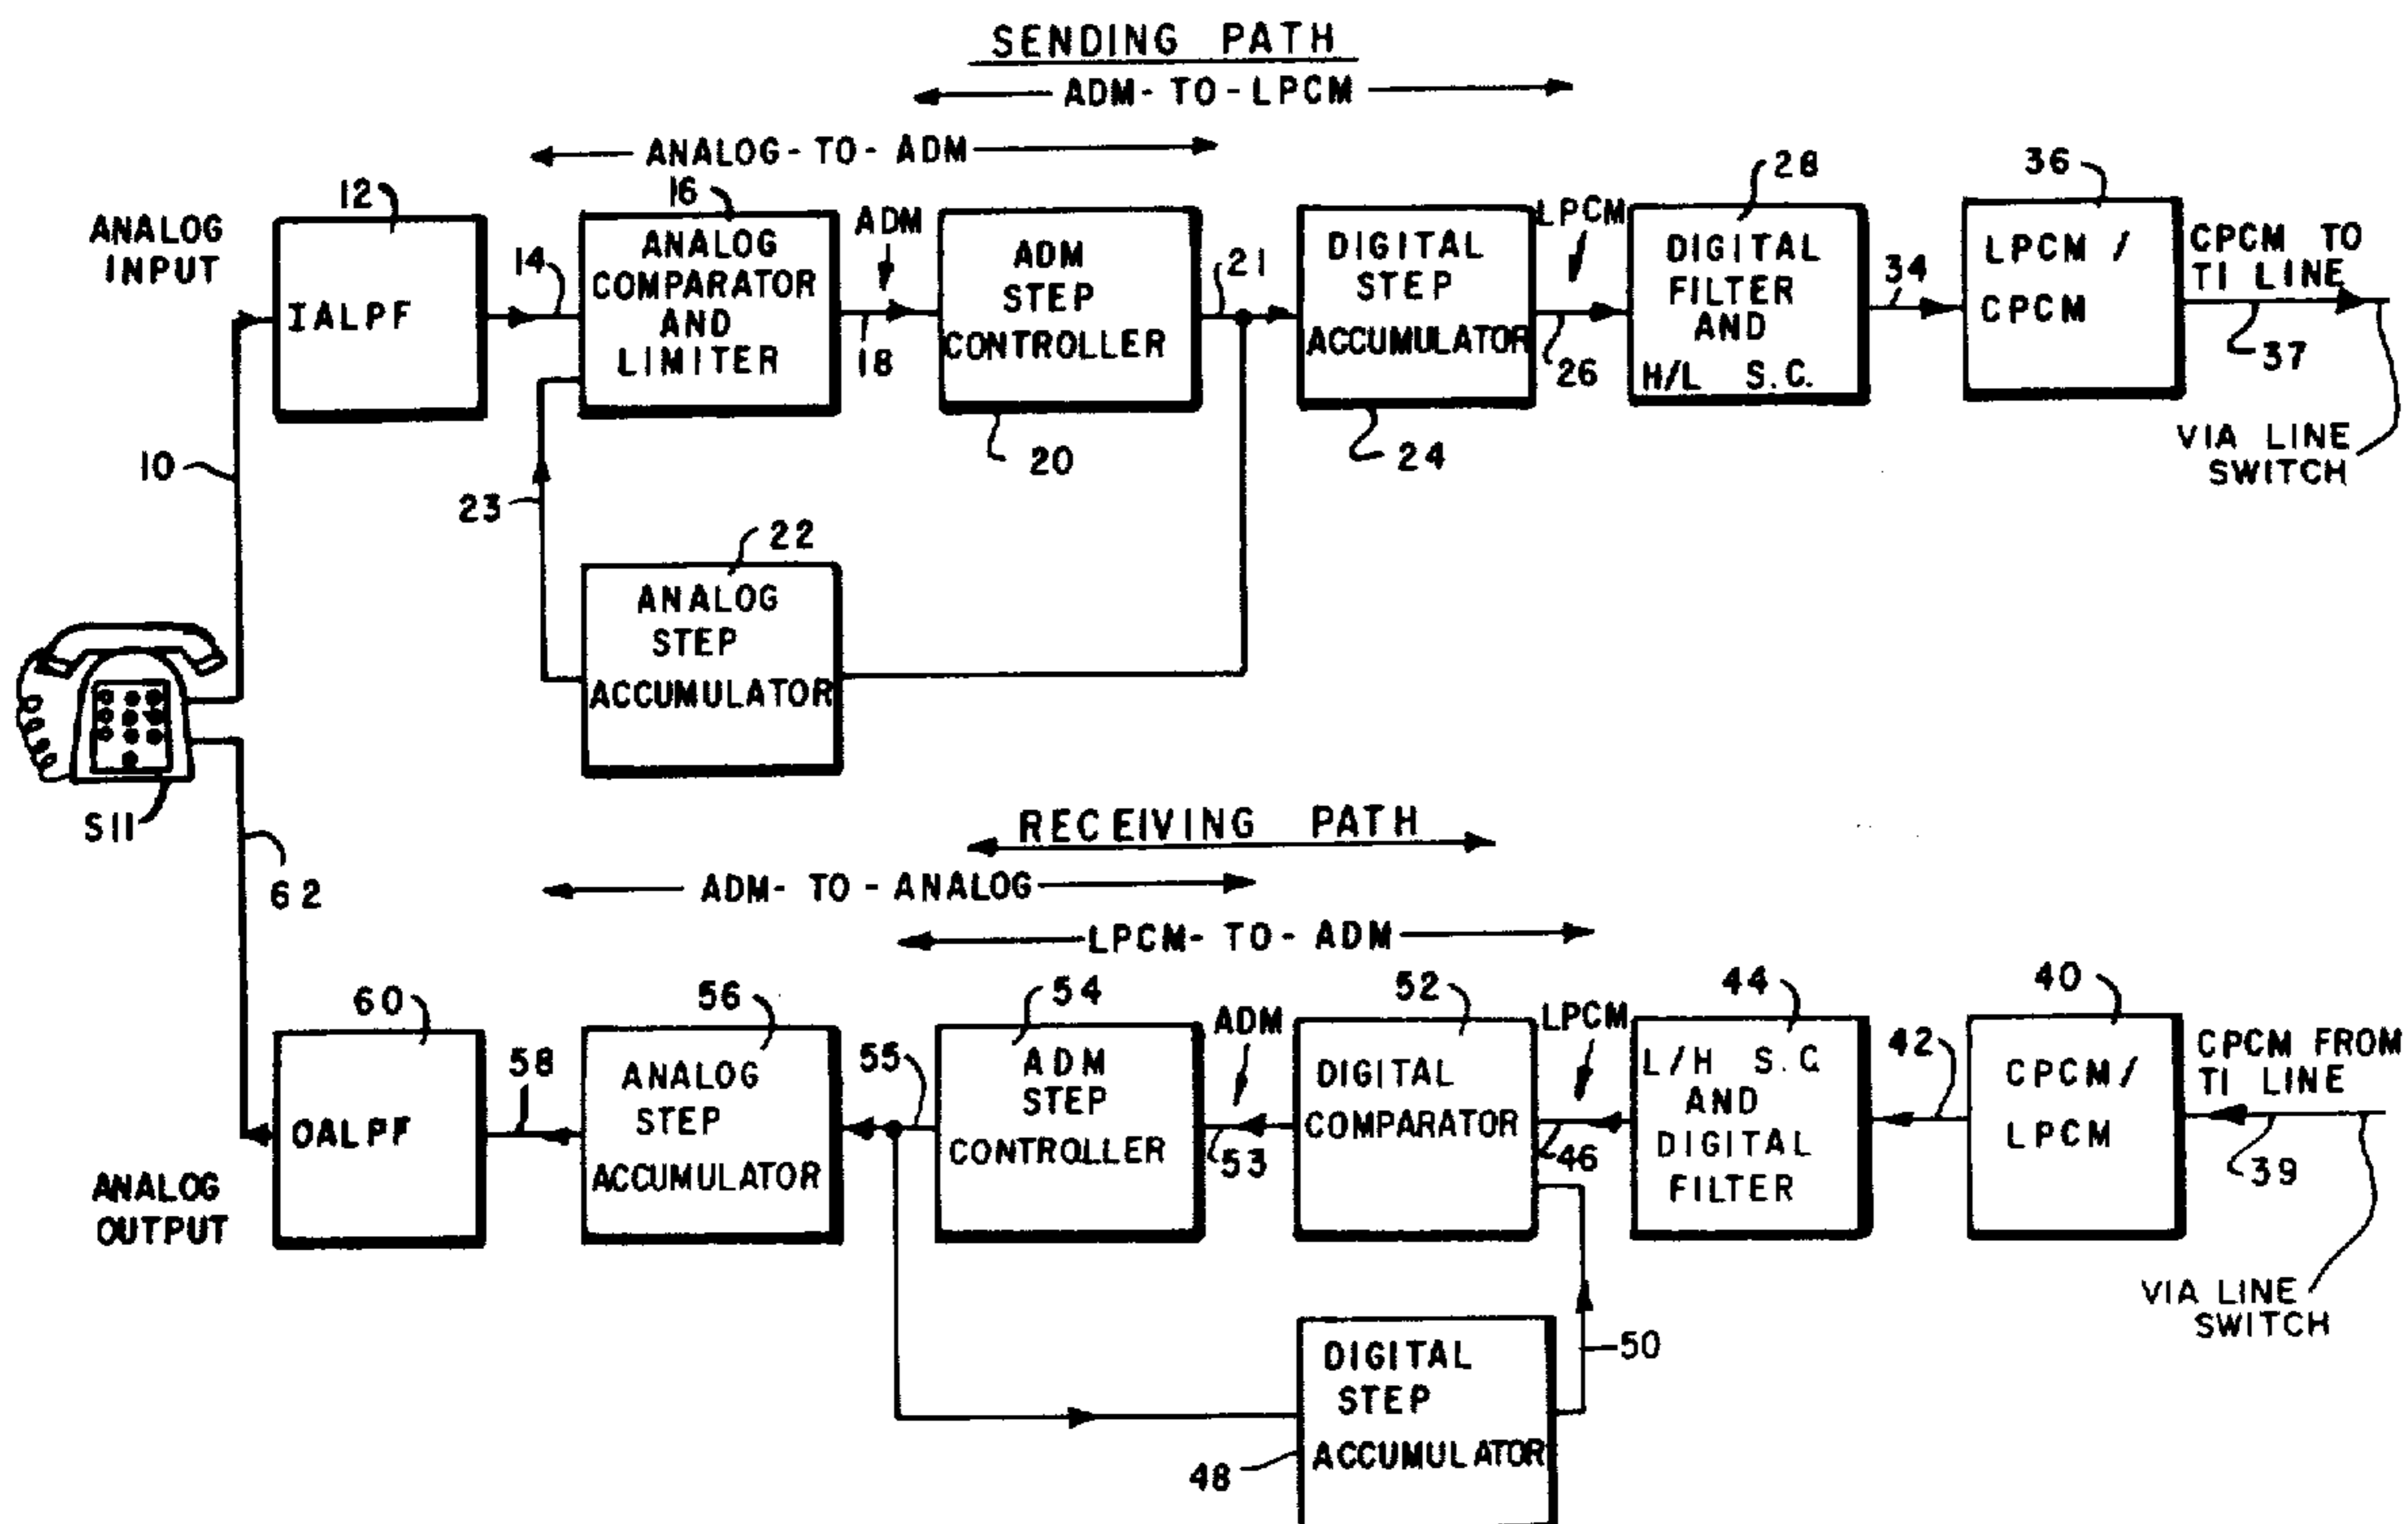 SENDING PATH
ADM-TO-LPCM
ANALOG-TO-ADM
ANALOG
INPUT
12
IALPF
14
16
ANALOG
COMPARATOR
AND
LIMITER
ADM
18
ADM
STEP
CONTROLLER
20
21
DIGITAL
STEP
ACCUMULATOR
24
LPCM
26
28
DIGITAL
FILTER
AND
H/L S.C.
34
36
LPCM/
CPCM
CPCM TO
T1 LINE
37
VIA LINE
SWITCH
10
23
22
ANALOG
STEP
ACCUMULATOR
S11
62
RECEIVING PATH
ADM-TO-ANALOG
LPCM-TO-ADM
60
OALPF
ANALOG
OUTPUT
58
56
ANALOG
STEP
ACCUMULATOR
55
54
ADM
STEP
CONTROLLER
ADM
53
52
DIGITAL
COMPARATOR
LPCM
46
44
L/H S.C
AND
DIGITAL
FILTER
42
40
CPCM/
LPCM
CPCM FROM
T1 LINE
39
VIA LINE
SWITCH
50
DIGITAL
STEP
ACCUMULATOR
48